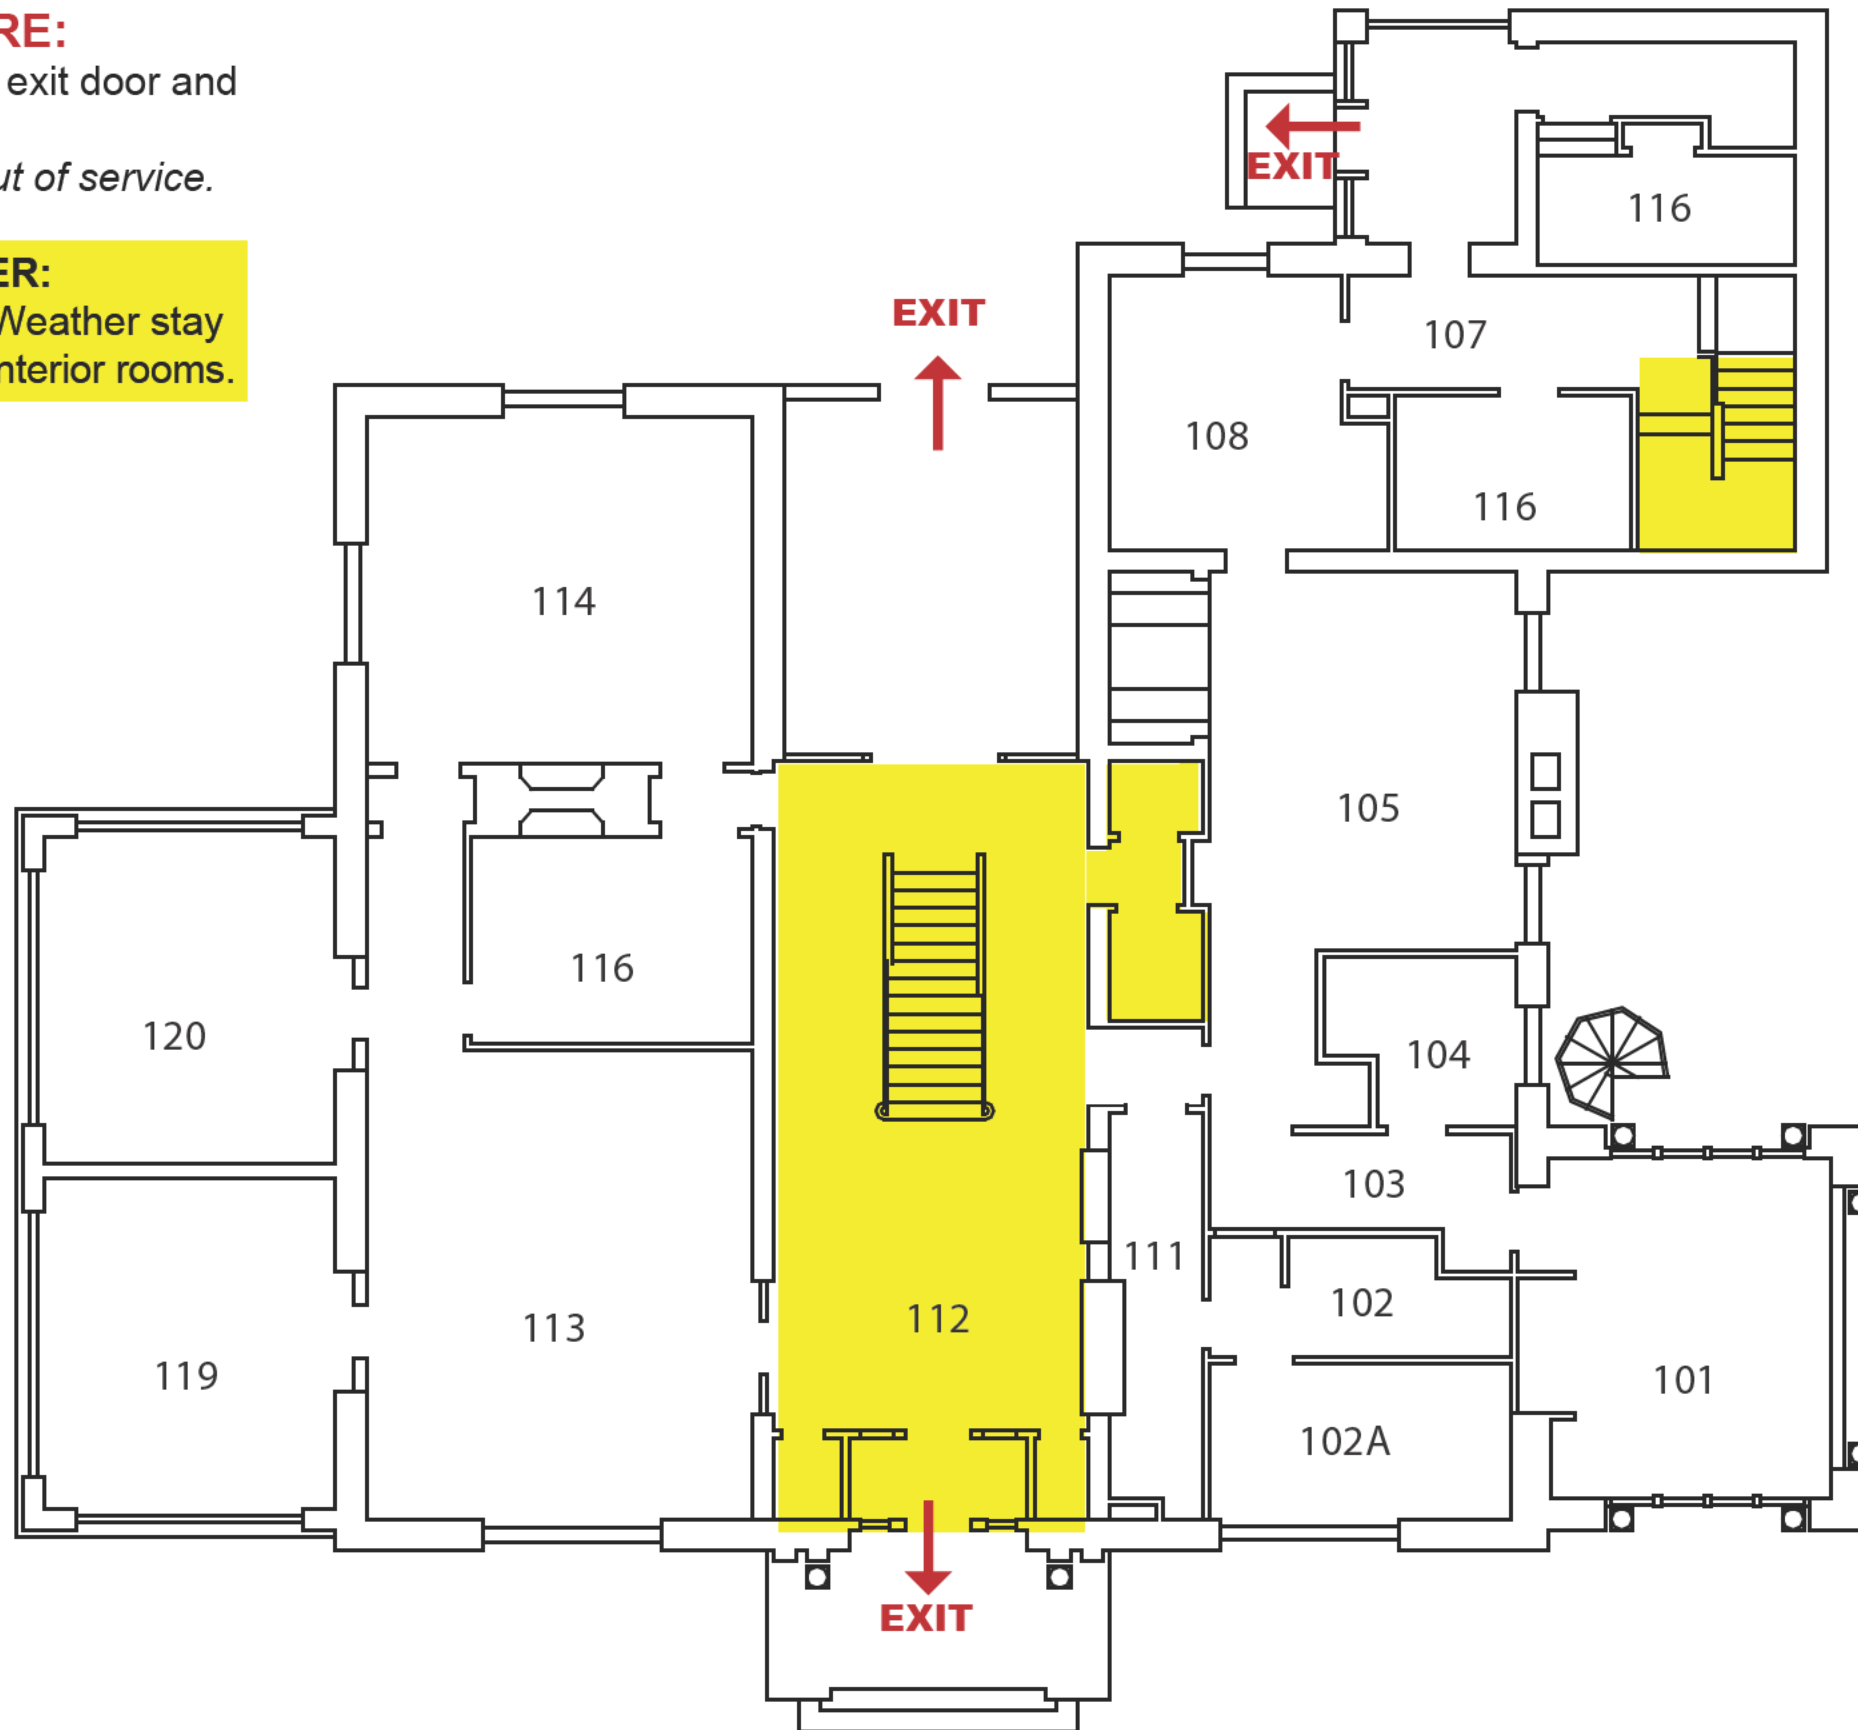 RE:
exit door and
ut of service.
ER:
Weather stay
nterior rooms.
EXIT
116
EXIT
107
108
116
114
105
116
120
104
103
111
102
112
113
119
101
102A
EXIT